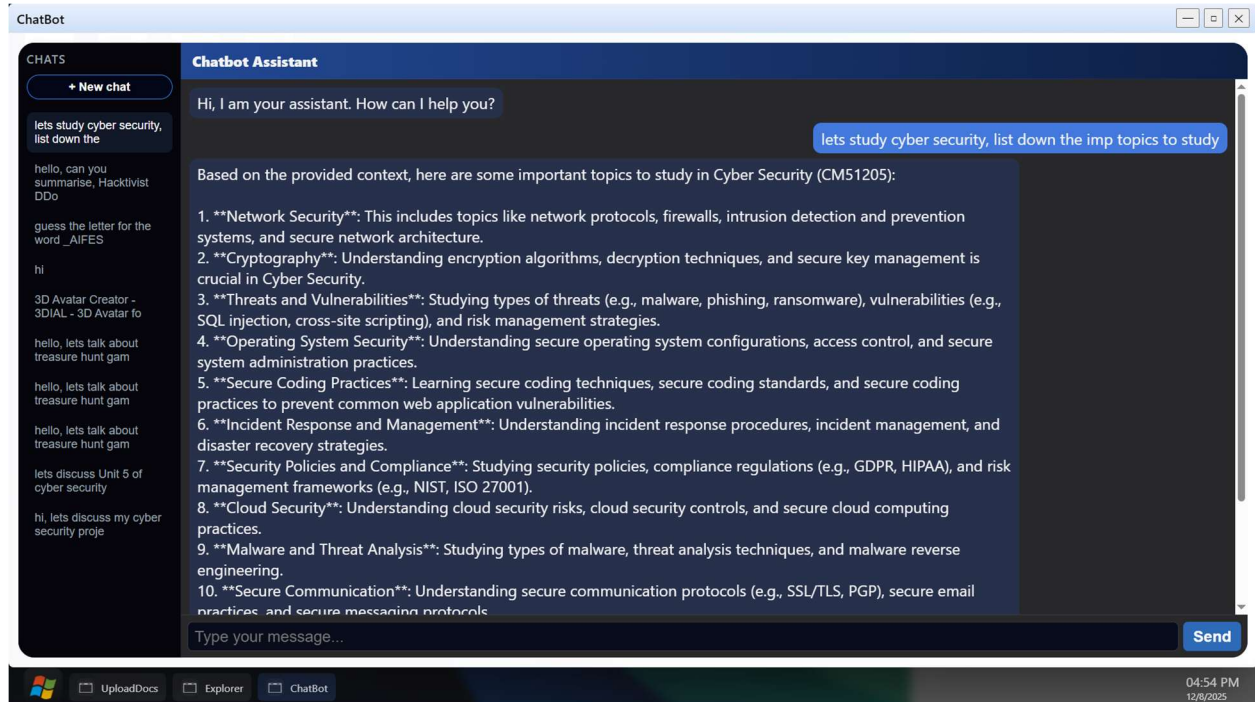 ChatBot
CHATS
+ New chat
lets study cyber security,
list down the
hello, can you
summarise, Hacktivist
DDo
guess the letter for the
word _AIFES
hi
3D Avatar Creator -
3DIAL - 3D Avatar fo
hello, lets talk about
treasure hunt gam
hello, lets talk about
treasure hunt gam
hello, lets talk about
treasure hunt gam
lets discuss Unit 5 of
cyber security
hi, lets discuss my cyber
security proje
Chatbot Assistant
Hi, I am your assistant. How can I help you?
lets study cyber security, list down the imp topics to study
Based on the provided context, here are some important topics to study in Cyber Security (CM51205):
1. **Network Security**: This includes topics like network protocols, firewalls, intrusion detection and prevention
systems, and secure network architecture.
2. **Cryptography**: Understanding encryption algorithms, decryption techniques, and secure key management is
crucial in Cyber Security.
3. **Threats and Vulnerabilities**: Studying types of threats (e.g., malware, phishing, ransomware), vulnerabilities (e.g.,
SQL injection, cross-site scripting), and risk management strategies.
4. **Operating System Security**: Understanding secure operating system configurations, access control, and secure
system administration practices.
5. **Secure Coding Practices**: Learning secure coding techniques, secure coding standards, and secure coding
practices to prevent common web application vulnerabilities.
6. **Incident Response and Management**: Understanding incident response procedures, incident management, and
disaster recovery strategies.
7. **Security Policies and Compliance**: Studying security policies, compliance regulations (e.g., GDPR, HIPAA), and risk
management frameworks (e.g., NIST, ISO 27001).
8. **Cloud Security**: Understanding cloud security risks, cloud security controls, and secure cloud computing
practices.
9. **Malware and Threat Analysis**: Studying types of malware, threat analysis techniques, and malware reverse
engineering.
10. **Secure Communication**: Understanding secure communication protocols (e.g., SSL/TLS, PGP), secure email
practices, and secure messaging protocols
Type your message...
Send
UploadDocs
Explorer
ChatBot
04:54 PM
12/8/2025